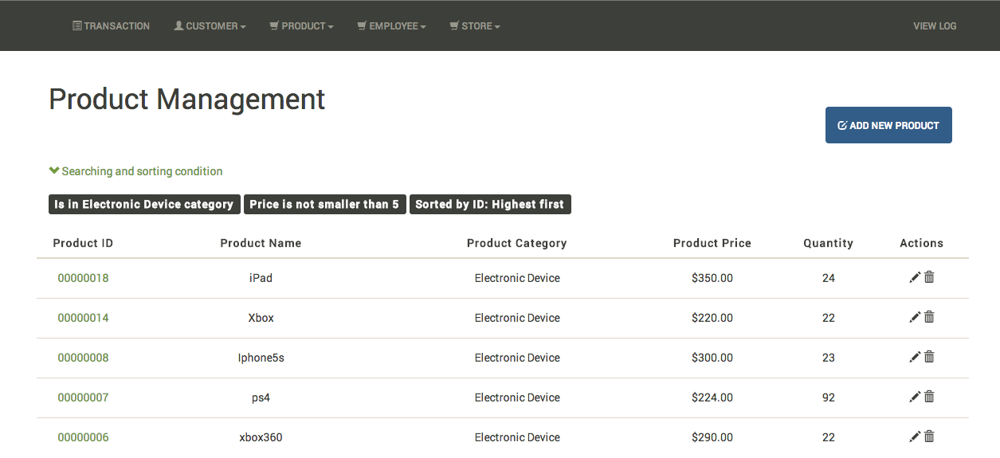 TRANSACTION CUSTOMER PRODUCT EMPLOYEE STORE VIEW LOG
Product Management
ADD NEW PRODUCT
Searching and sorting condition
Is in Electronic Device category Price is not smaller than 5 Sorted by ID: Highest first
Product ID Product Name Product Category Product Price Quantity Actions
00000018 iPad Electronic Device $350.00 24
00000014 Xbox Electronic Device $220.00 22
00000008 Iphone5s Electronic Device $300.00 23
00000007 ps4 Electronic Device $224.00 92
00000006 xbox360 Electronic Device $290.00 22